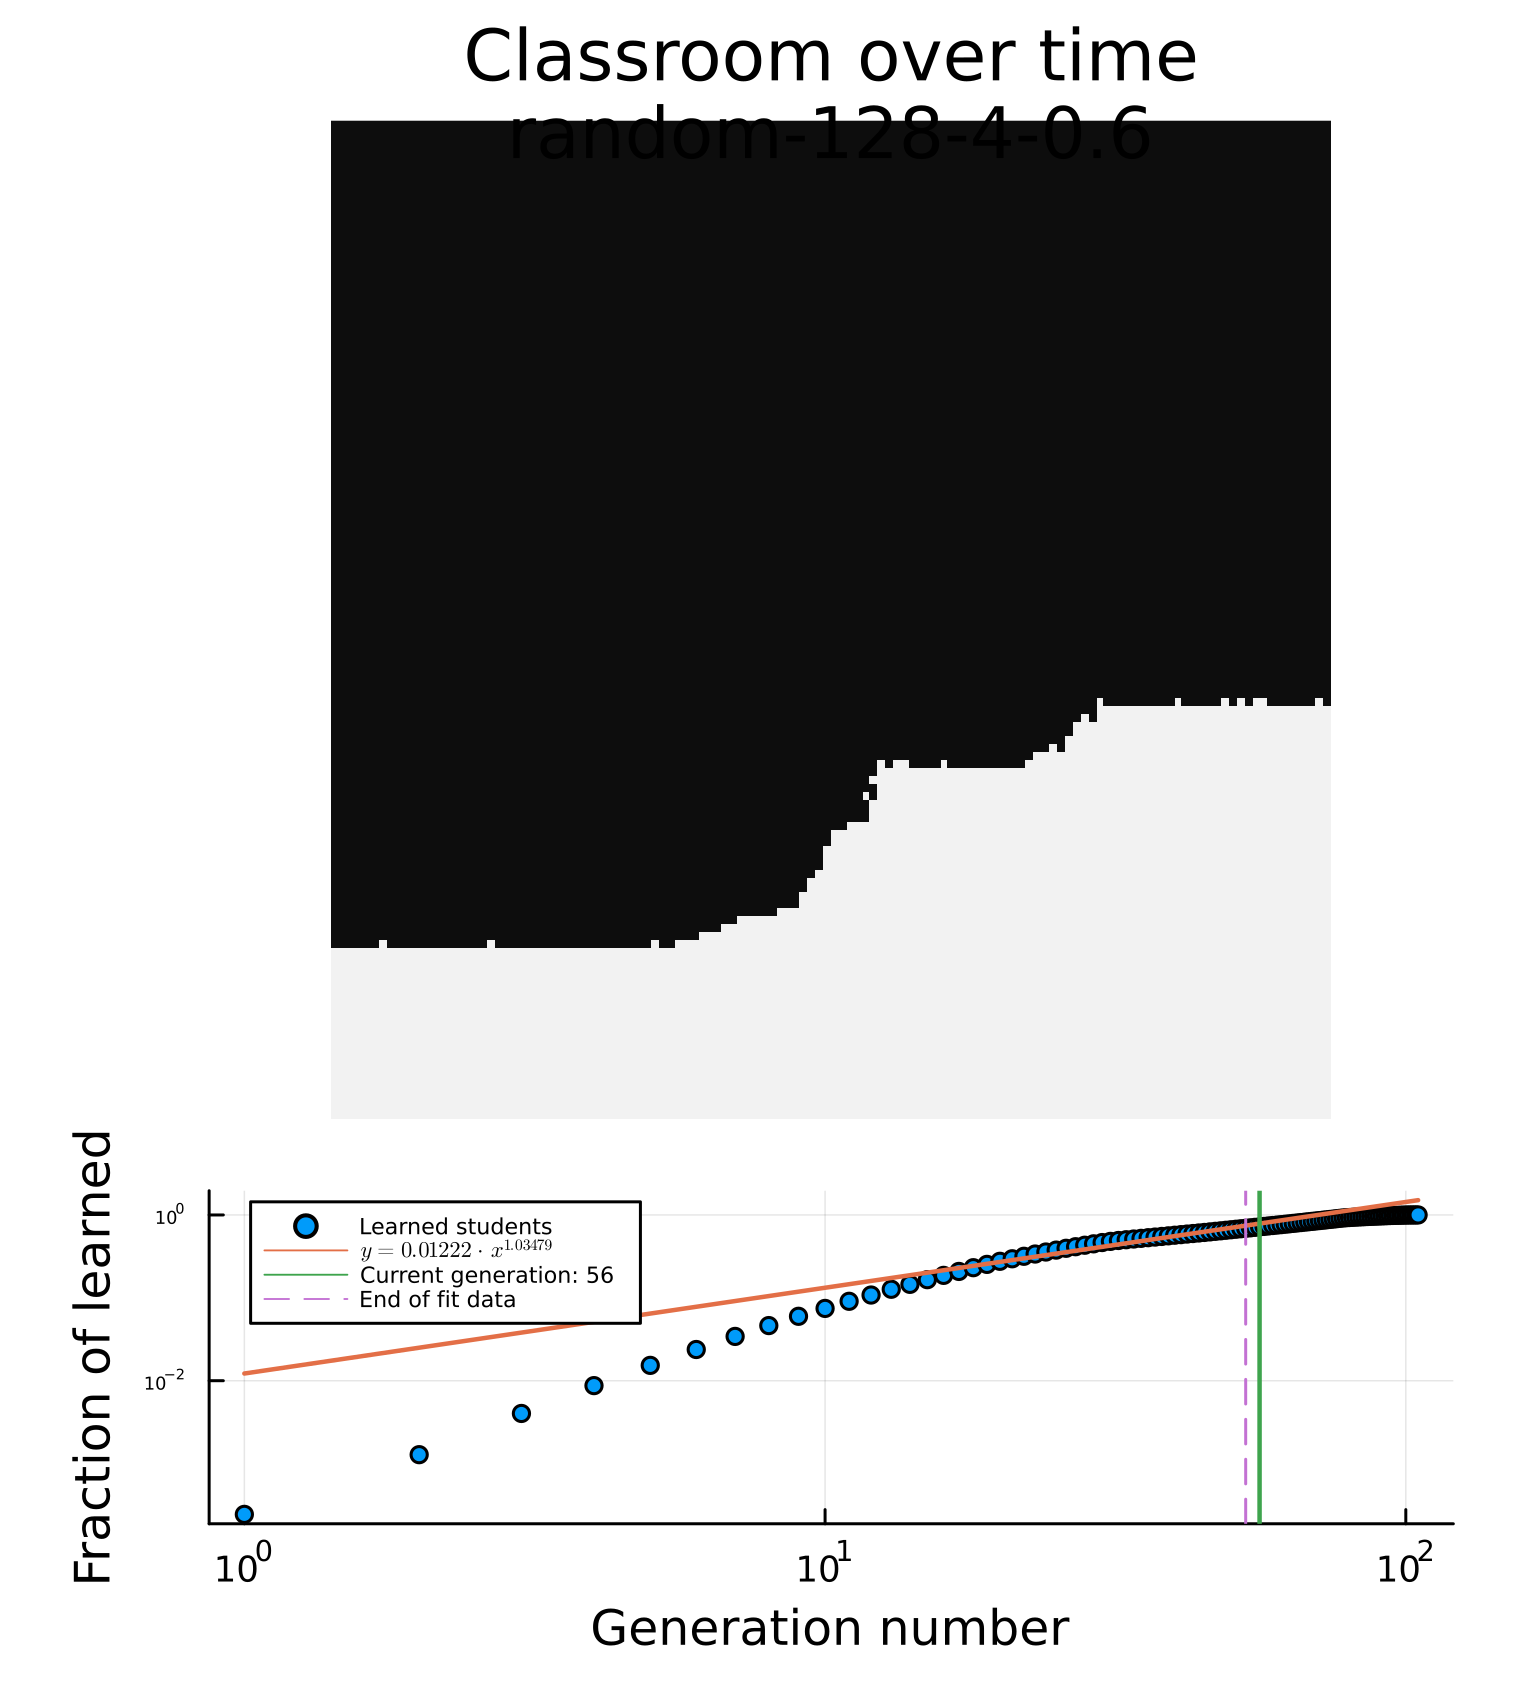 Classroom over time
random-128-4-0.6
Fraction of learned
10⁰
10⁻²
Learned students
y = 0.01222 · x^1.03479
Current generation: 56
End of fit data
10⁰ 10¹ 10²
Generation number